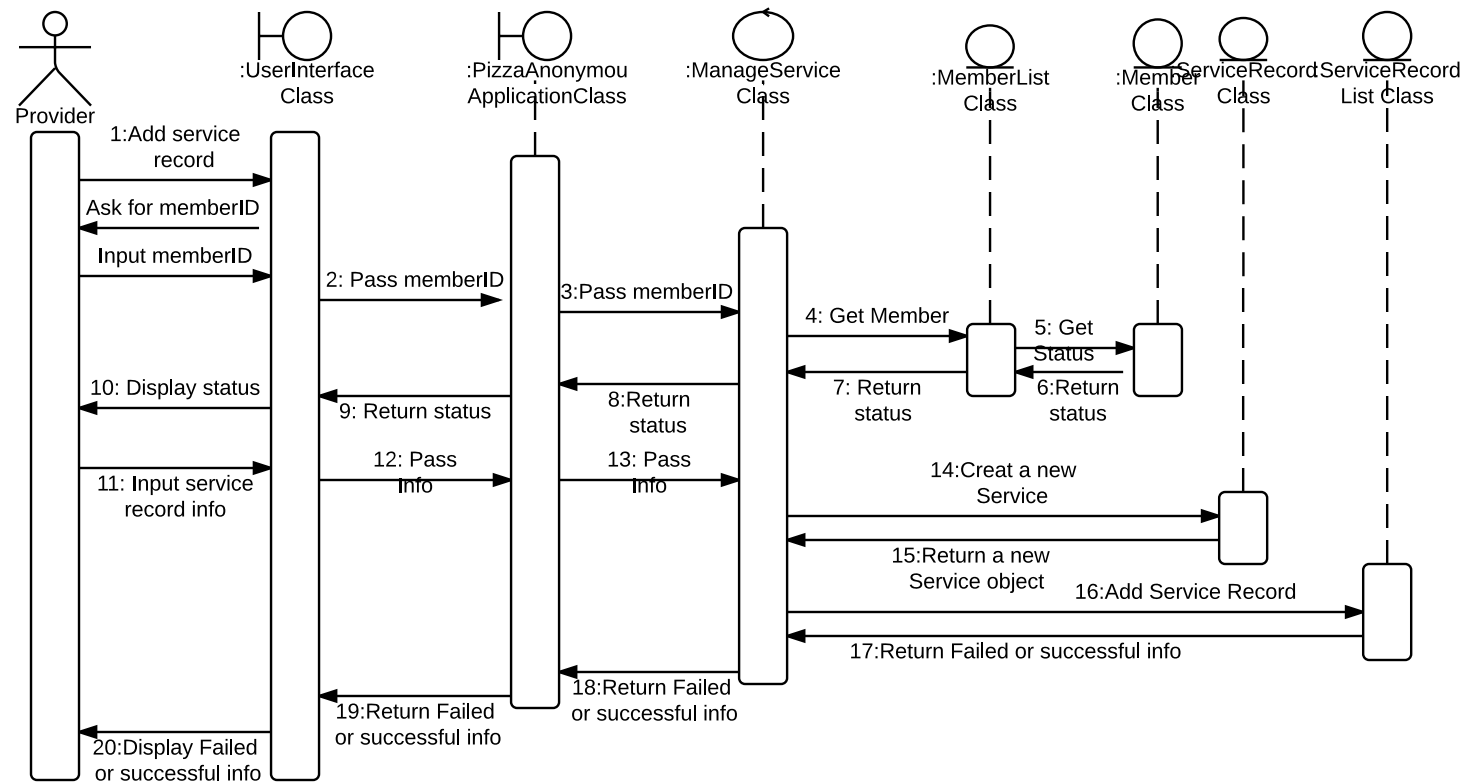 Provider
:UserInterface
Class
:PizzaAnonymou
ApplicationClass
:ManageService
Class
:MemberList
Class
:Member
Class
ServiceRecord
Class
:ServiceRecord
List Class
1:Add service
record
Ask for memberID
Input memberID
2: Pass memberID
3:Pass memberID
4: Get Member
5: Get
Status
6:Return
status
7: Return
status
8:Return
status
9: Return status
10: Display status
11: Input service
record info
12: Pass
Info
13: Pass
Info
14:Creat a new
Service
15:Return a new
Service object
16:Add Service Record
17:Return Failed or successful info
18:Return Failed
or successful info
19:Return Failed
or successful info
20:Display Failed
or successful info